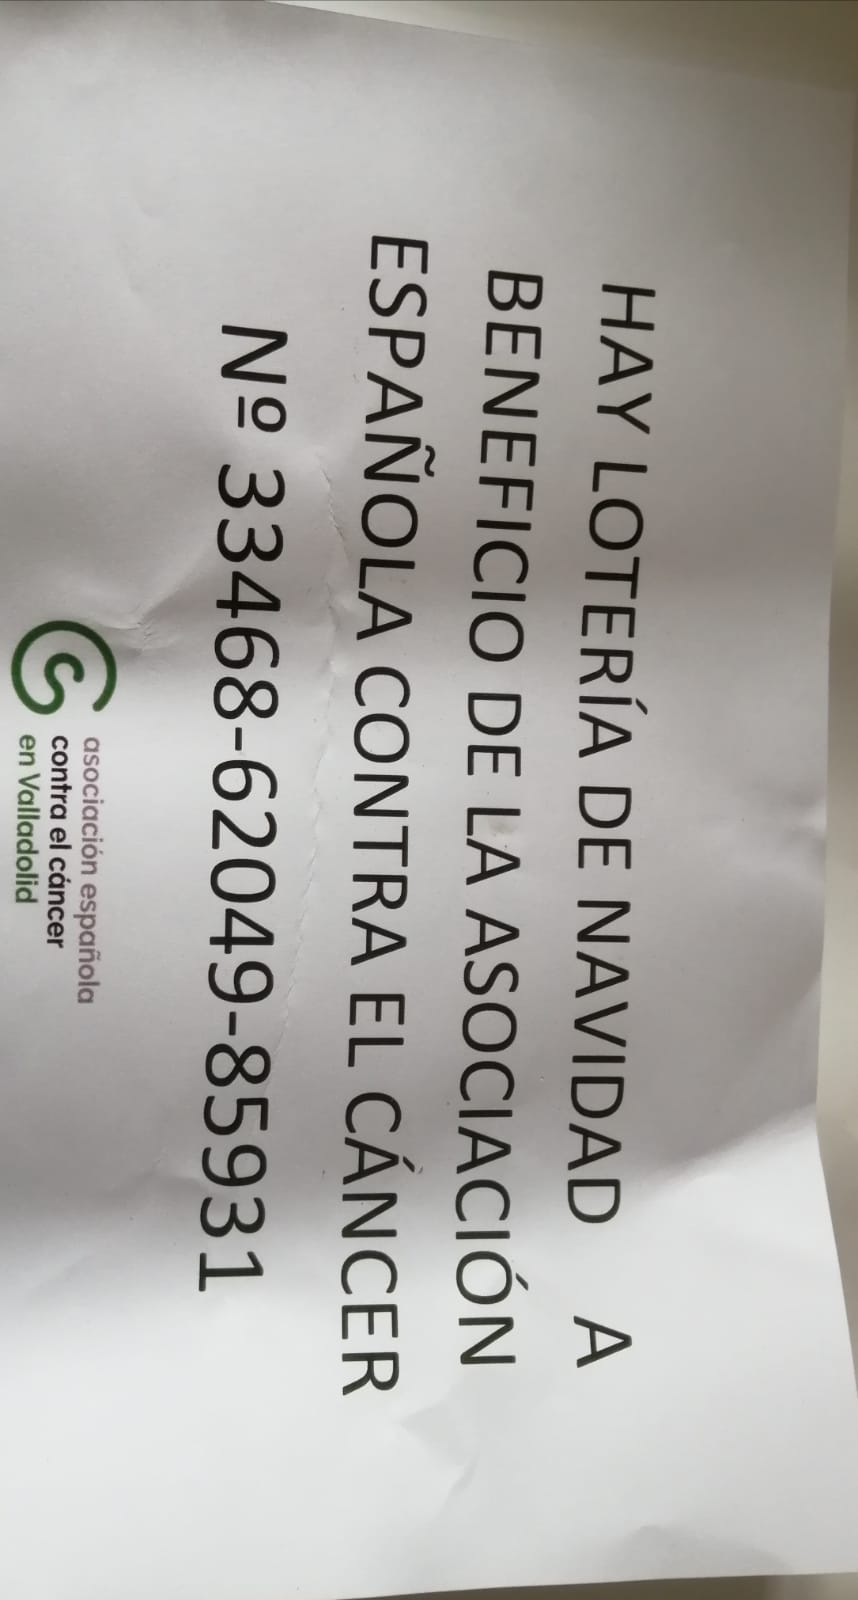 HAY LOTERÍA DE NAVIDAD A
BENEFICIO DE LA ASOCIACIÓN
ESPAÑOLA CONTRA EL CÁNCER
Nº 33468-62049-85931
asociación española
contra el cáncer
en Valladolid